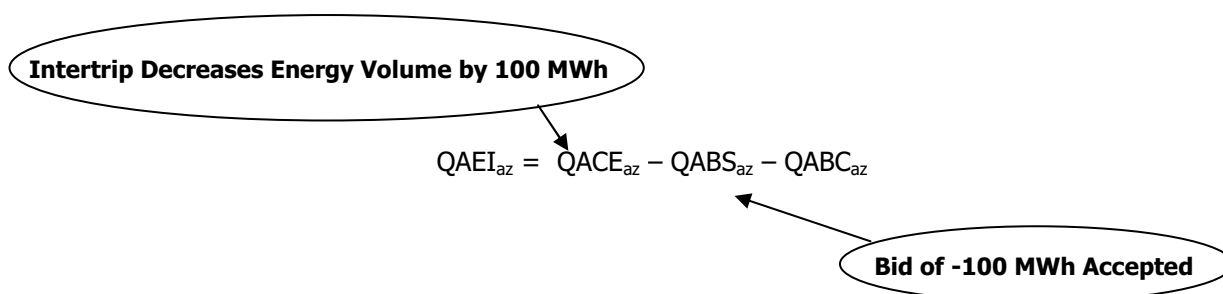 Intertrip Decreases Energy Volume by 100 MWh
QAEIaz = QACEaz – QABSaz – QABCaz
Bid of -100 MWh Accepted